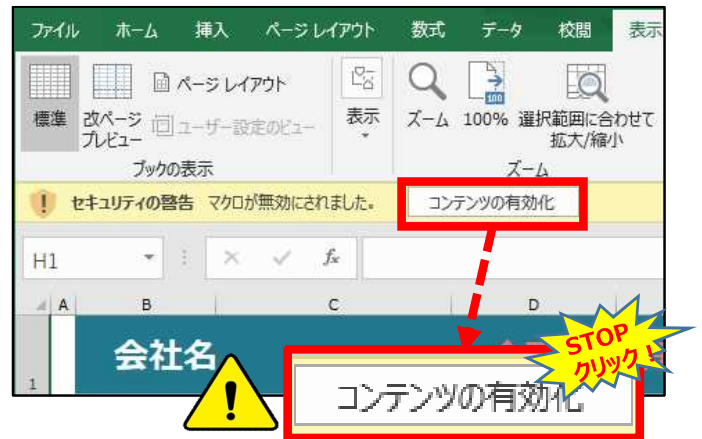 ファイル ホーム 挿入 ページ レイアウト 数式 データ 校閲 表示
標準 改ページ プレビュー ページ レイアウト ユーザー設定のビュー 表示 ズーム 100% 選択範囲に合わせて 拡大/縮小
100
ブックの表示 ズーム
セキュリティの警告 マクロが無効にされました。 コンテンツの有効化
H1 fx
A B C D
1 会社名
STOP
クリック!
コンテンツの有効化